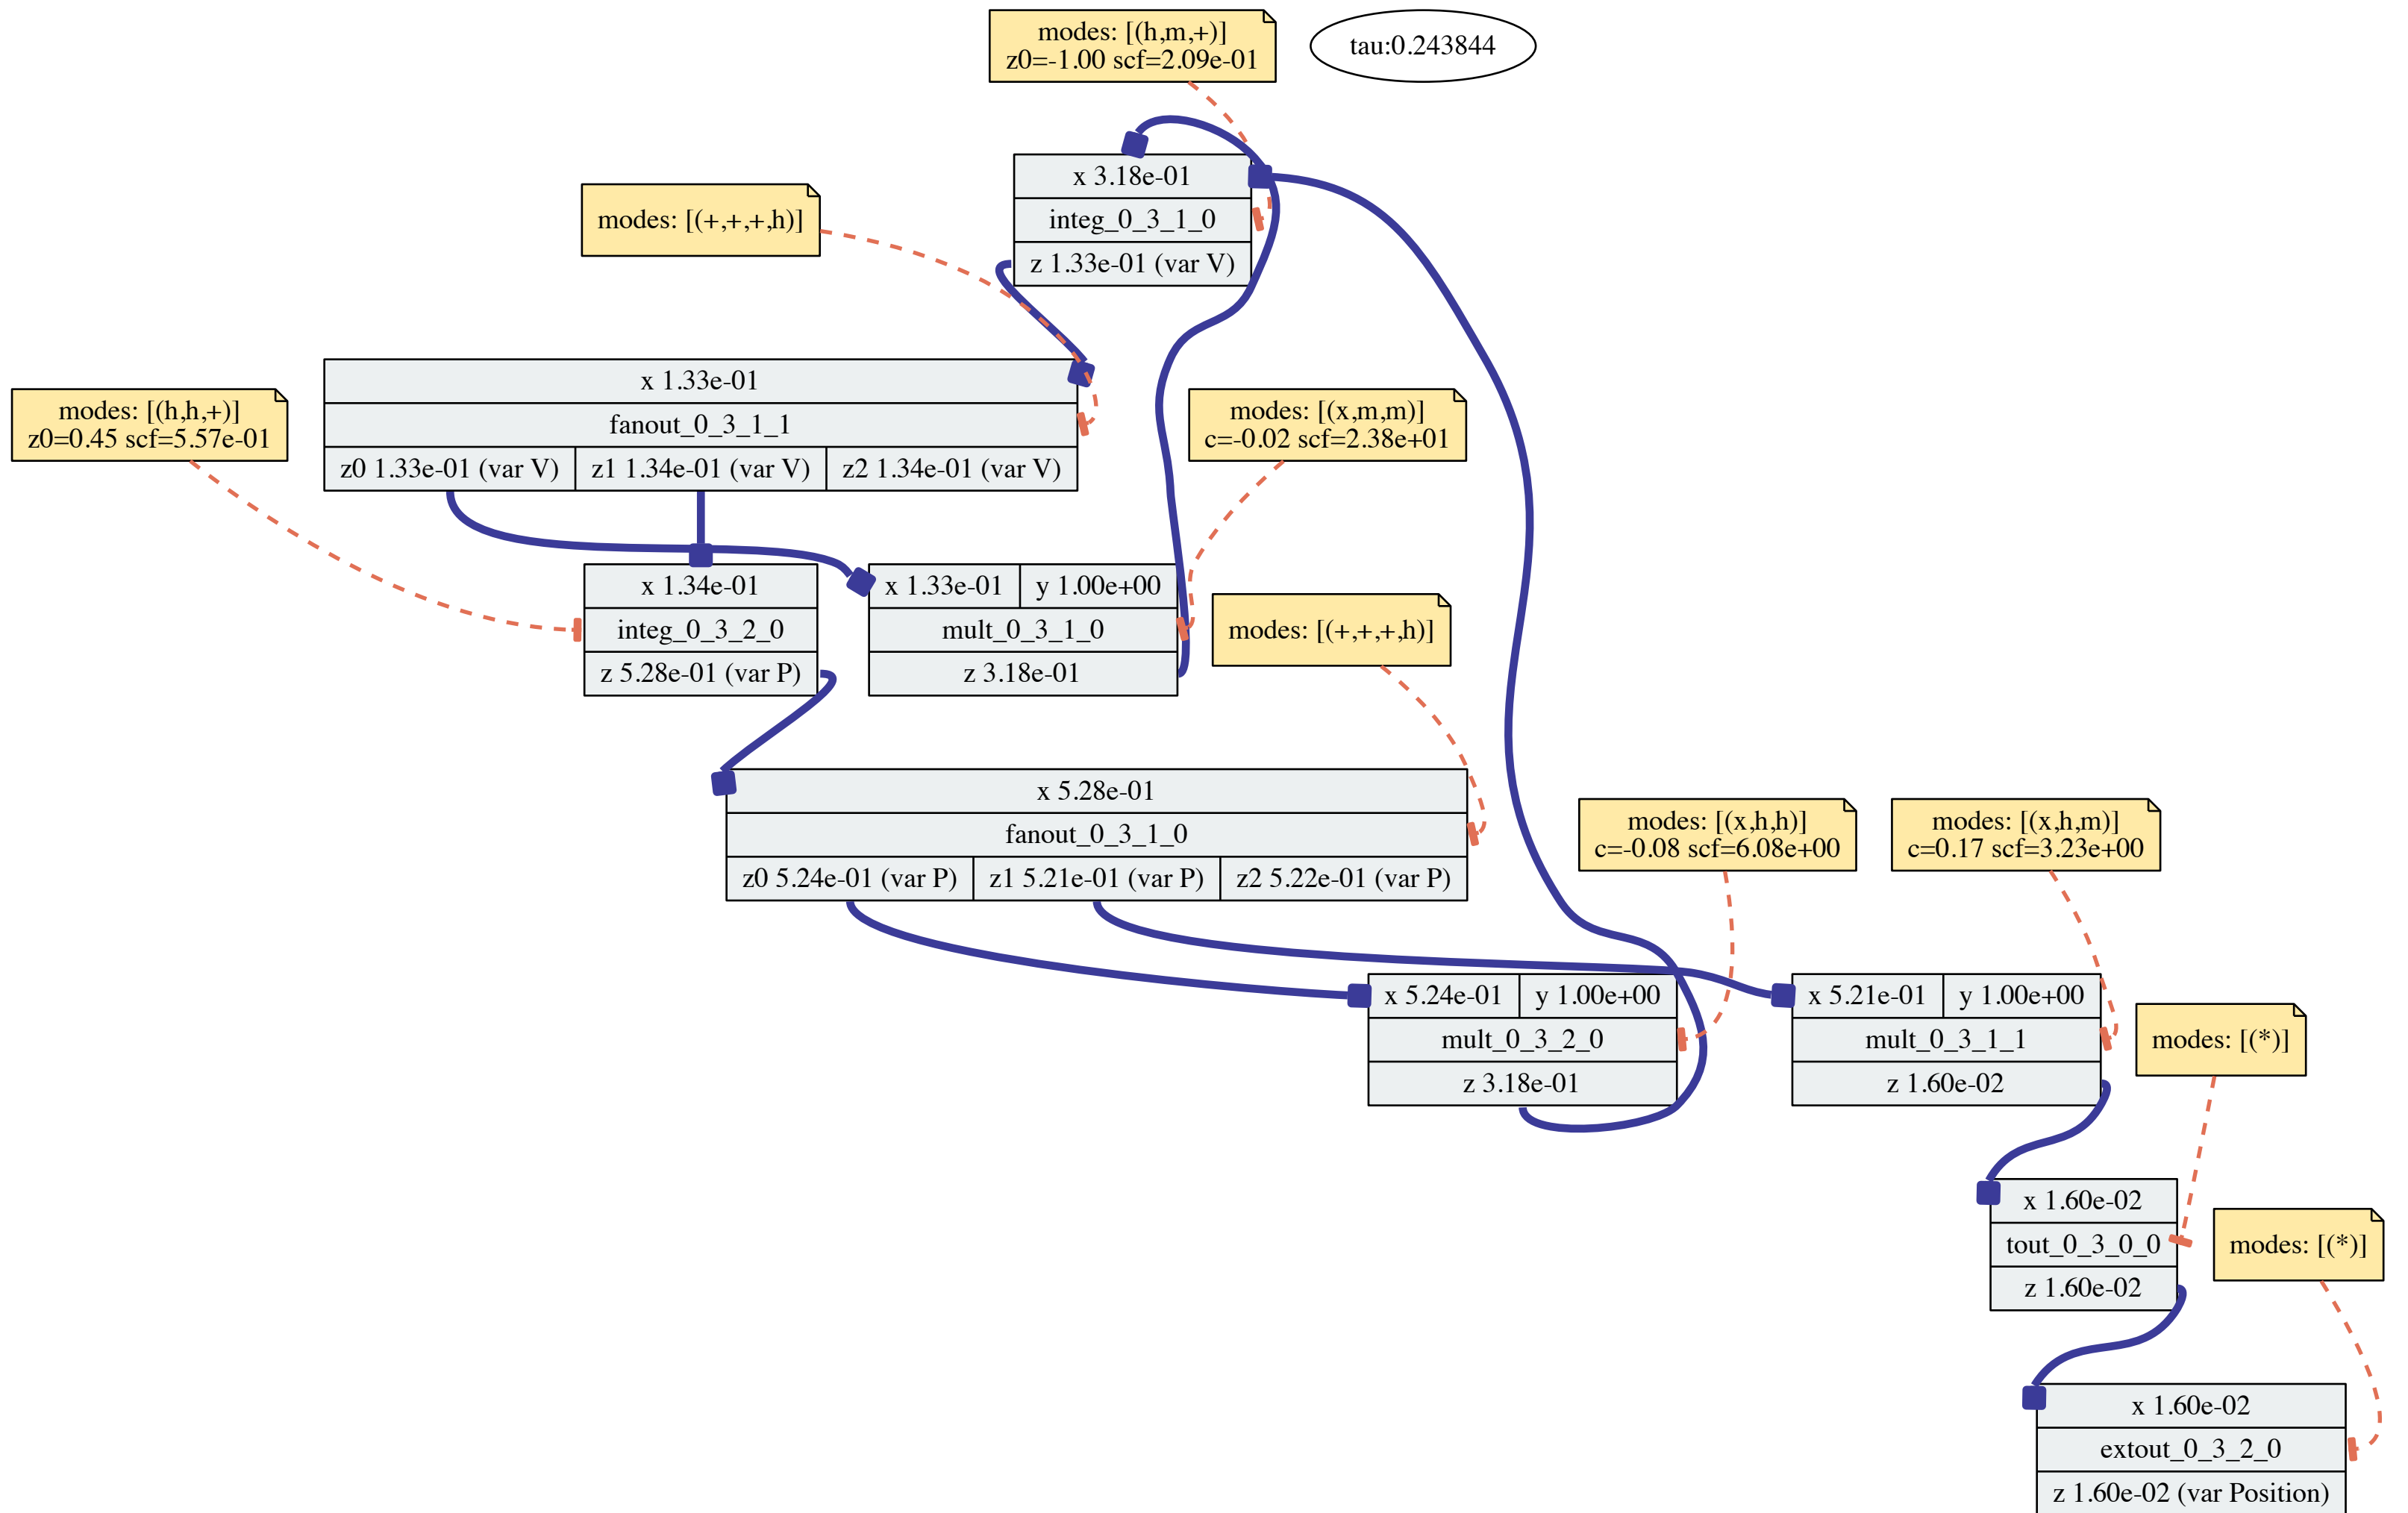 modes: [(h,m,+)]
z0=-1.00 scf=2.09e-01
tau:0.243844
x 3.18e-01
integ_0_3_1_0
z 1.33e-01 (var V)
modes: [(+,+,+,h)]
x 1.33e-01
fanout_0_3_1_1
z0 1.33e-01 (var V) z1 1.34e-01 (var V) z2 1.34e-01 (var V)
modes: [(h,h,+)]
z0=0.45 scf=5.57e-01
modes: [(x,m,m)]
c=-0.02 scf=2.38e+01
x 1.34e-01
integ_0_3_2_0
z 5.28e-01 (var P)
x 1.33e-01 y 1.00e+00
mult_0_3_1_0
z 3.18e-01
modes: [(+,+,+,h)]
x 5.28e-01
fanout_0_3_1_0
z0 5.24e-01 (var P) z1 5.21e-01 (var P) z2 5.22e-01 (var P)
modes: [(x,h,h)]
c=-0.08 scf=6.08e+00
modes: [(x,h,m)]
c=0.17 scf=3.23e+00
x 5.24e-01 y 1.00e+00
mult_0_3_2_0
z 3.18e-01
x 5.21e-01 y 1.00e+00
mult_0_3_1_1
z 1.60e-02
modes: [(*)]
x 1.60e-02
tout_0_3_0_0
z 1.60e-02
modes: [(*)]
x 1.60e-02
extout_0_3_2_0
z 1.60e-02 (var Position)